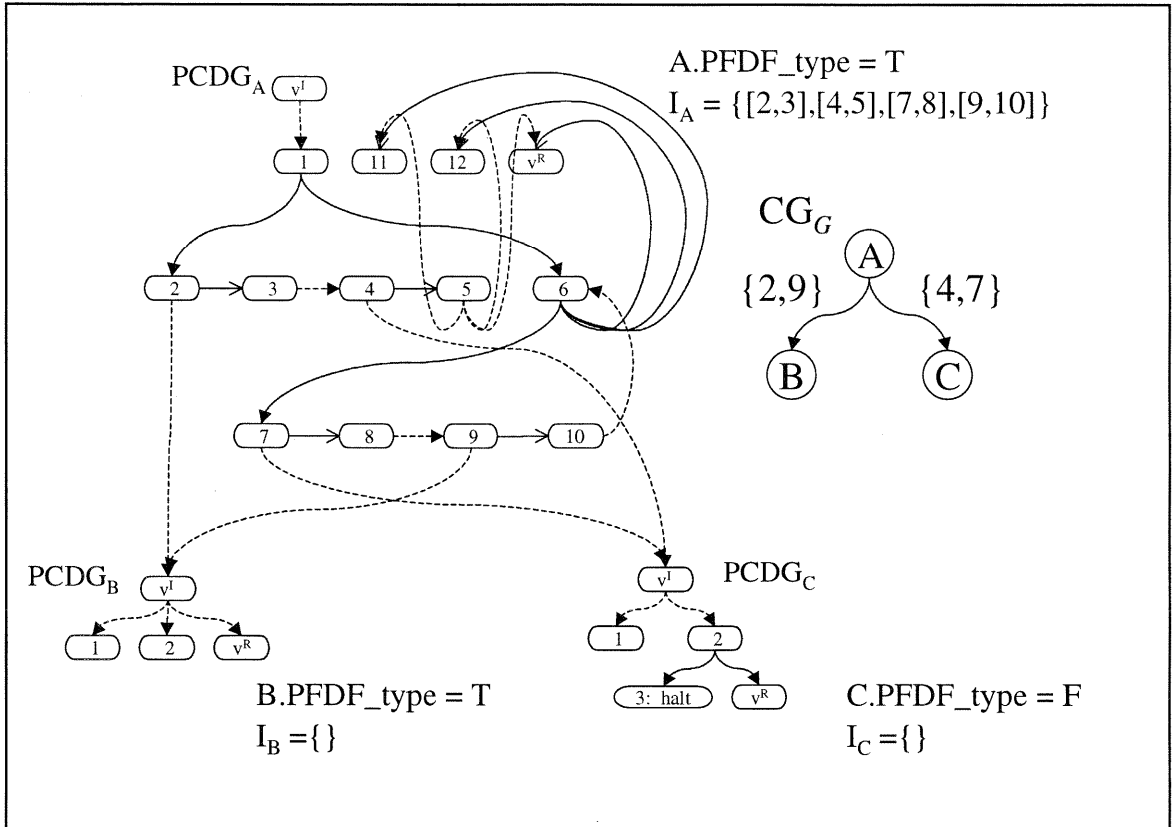 PCDG_A
v^I
A.PFDF_type = T
I_A = {[2,3],[4,5],[7,8],[9,10]}
1
11
12
v^R
CG_G
A
{2,9}
{4,7}
B
C
2
3
4
5
6
7
8
9
10
PCDG_B
v^I
1
2
v^R
B.PFDF_type = T
I_B ={}
v^I
PCDG_C
1
2
3: halt
v^R
C.PFDF_type = F
I_C ={}